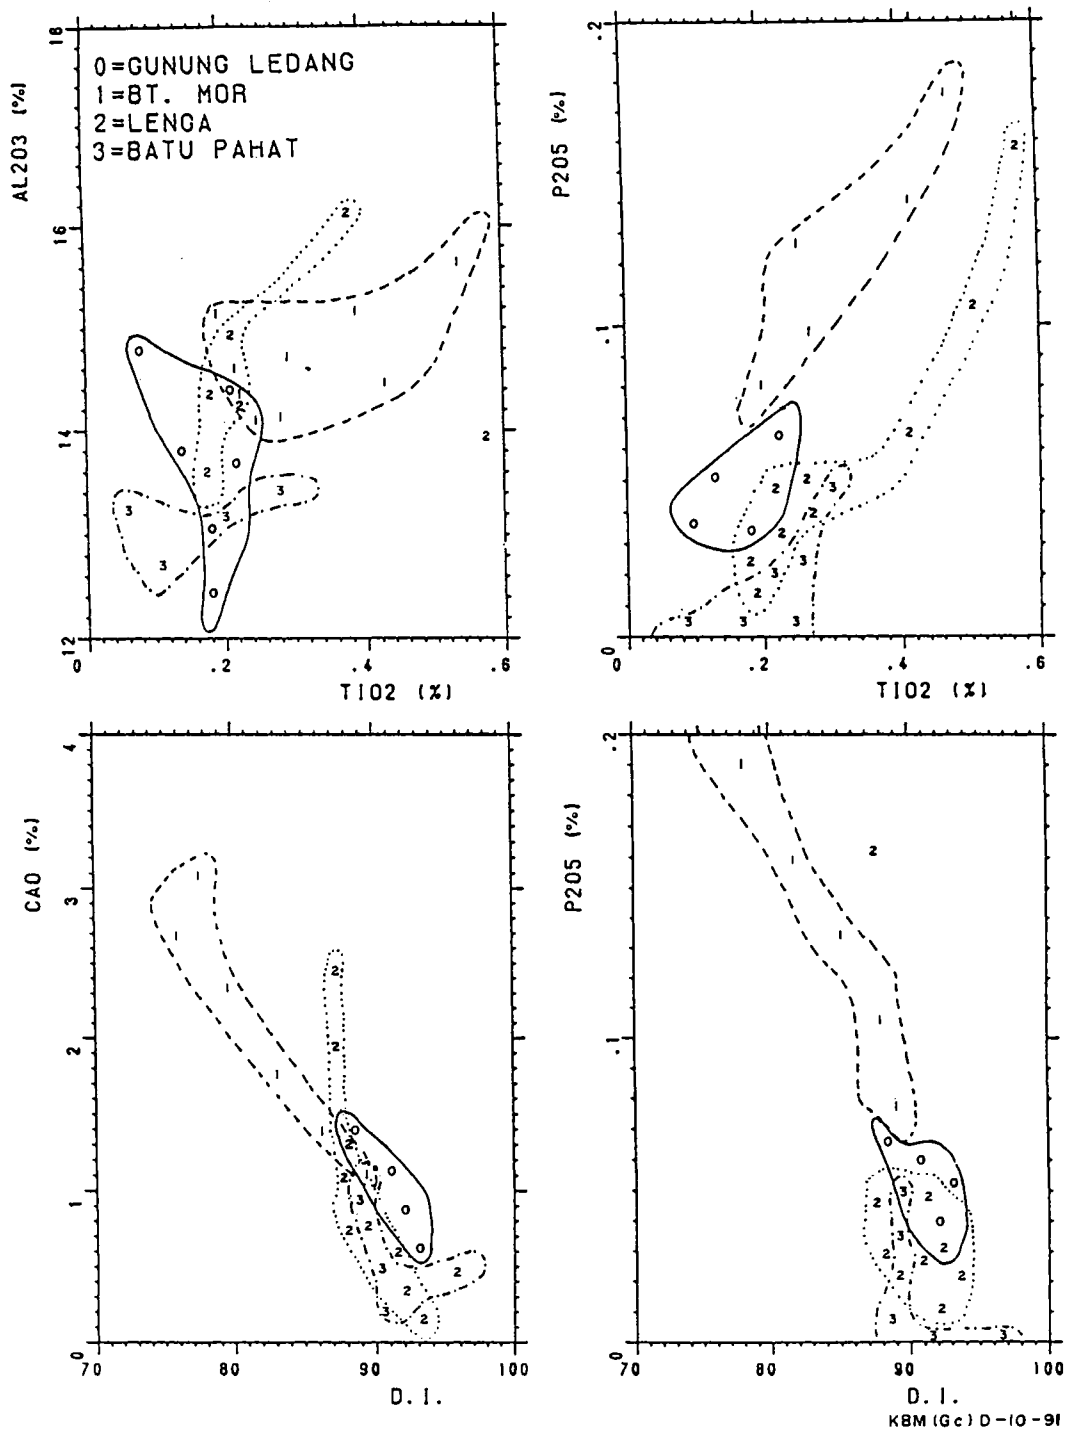 18
.2
0=GUNUNG LEDANG
1=BT. MOR
2=LENGA
3=BATU PAHAT
AL2O3 (%)
P2O5 (%)
16
.1
14
12
0
.2
.4
.6
TIO2 (%)
0
0
.2
.4
.6
TIO2 (%)
4
.2
CAO (%)
P2O5 (%)
3
2
.1
1
0
70
80
90
100
D.I.
0
70
80
90
100
D.I.
KBM (Gc) D-10-91